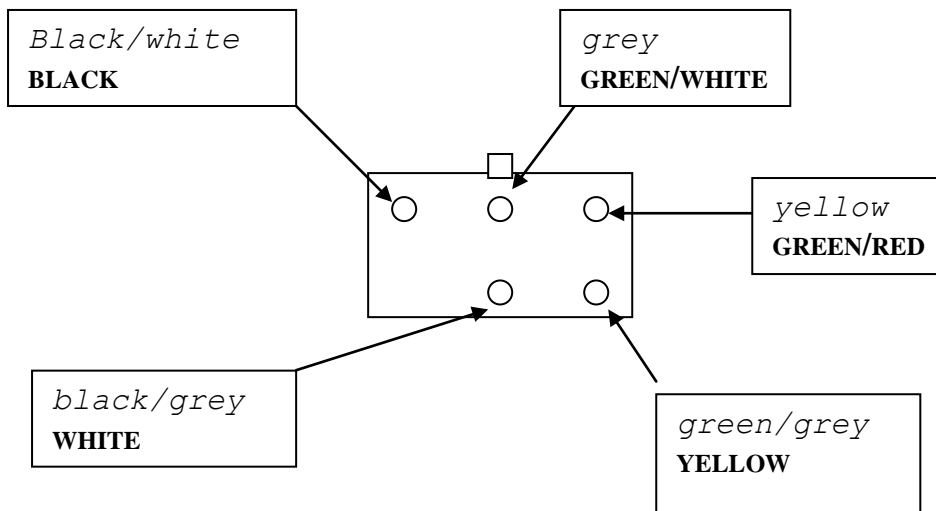 Black/white
BLACK
grey
GREEN/WHITE
yellow
GREEN/RED
black/grey
WHITE
green/grey
YELLOW